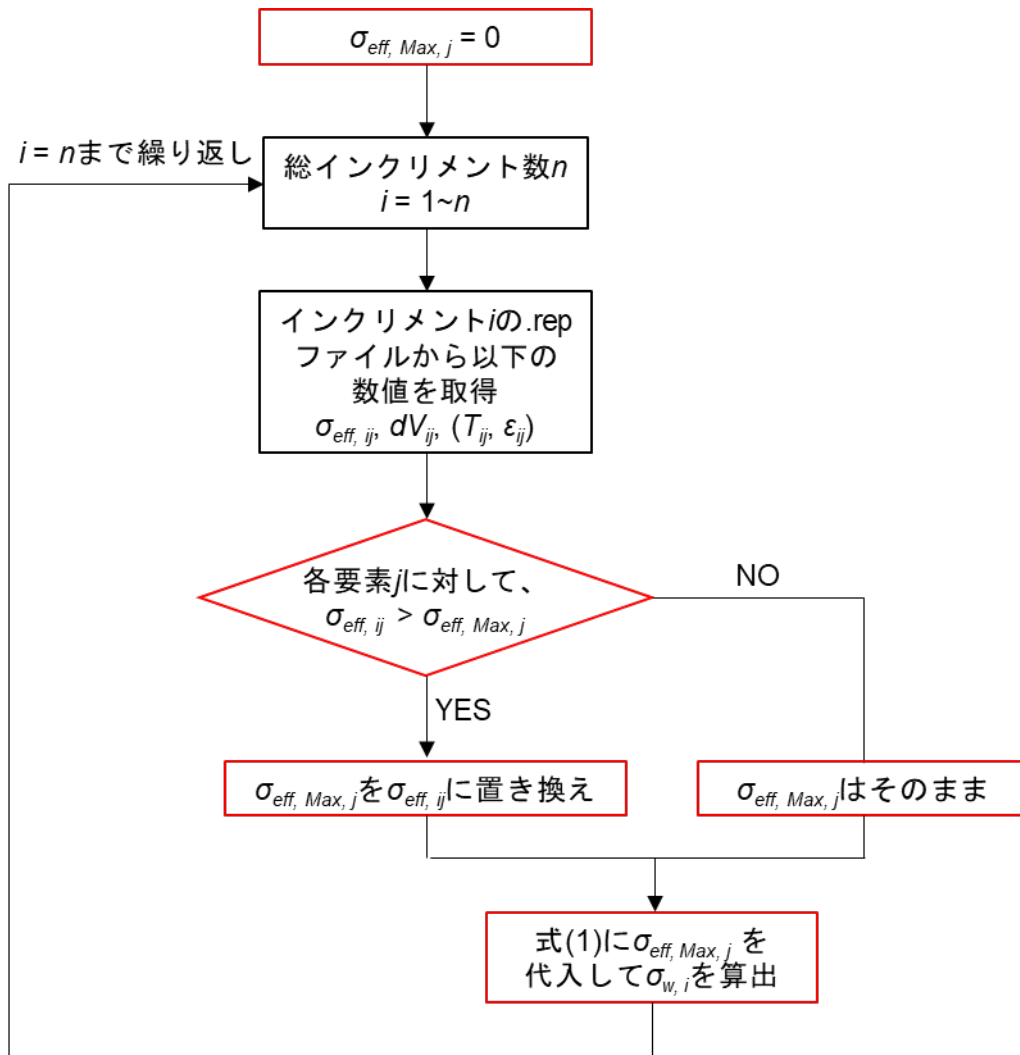 σeff, Max, j = 0
i = nまで繰り返し
総インクリメント数n
i = 1~n
インクリメントiの.rep
ファイルから以下の
数値を取得
σeff, ij, dVij, (Tij, εij)
各要素jに対して、
σeff, ij > σeff, Max, j
NO
YES
σeff, Max, jをσeff, ijに置き換え
σeff, Max, jはそのまま
式(1)にσeff, Max, j を
代入してσw, iを算出